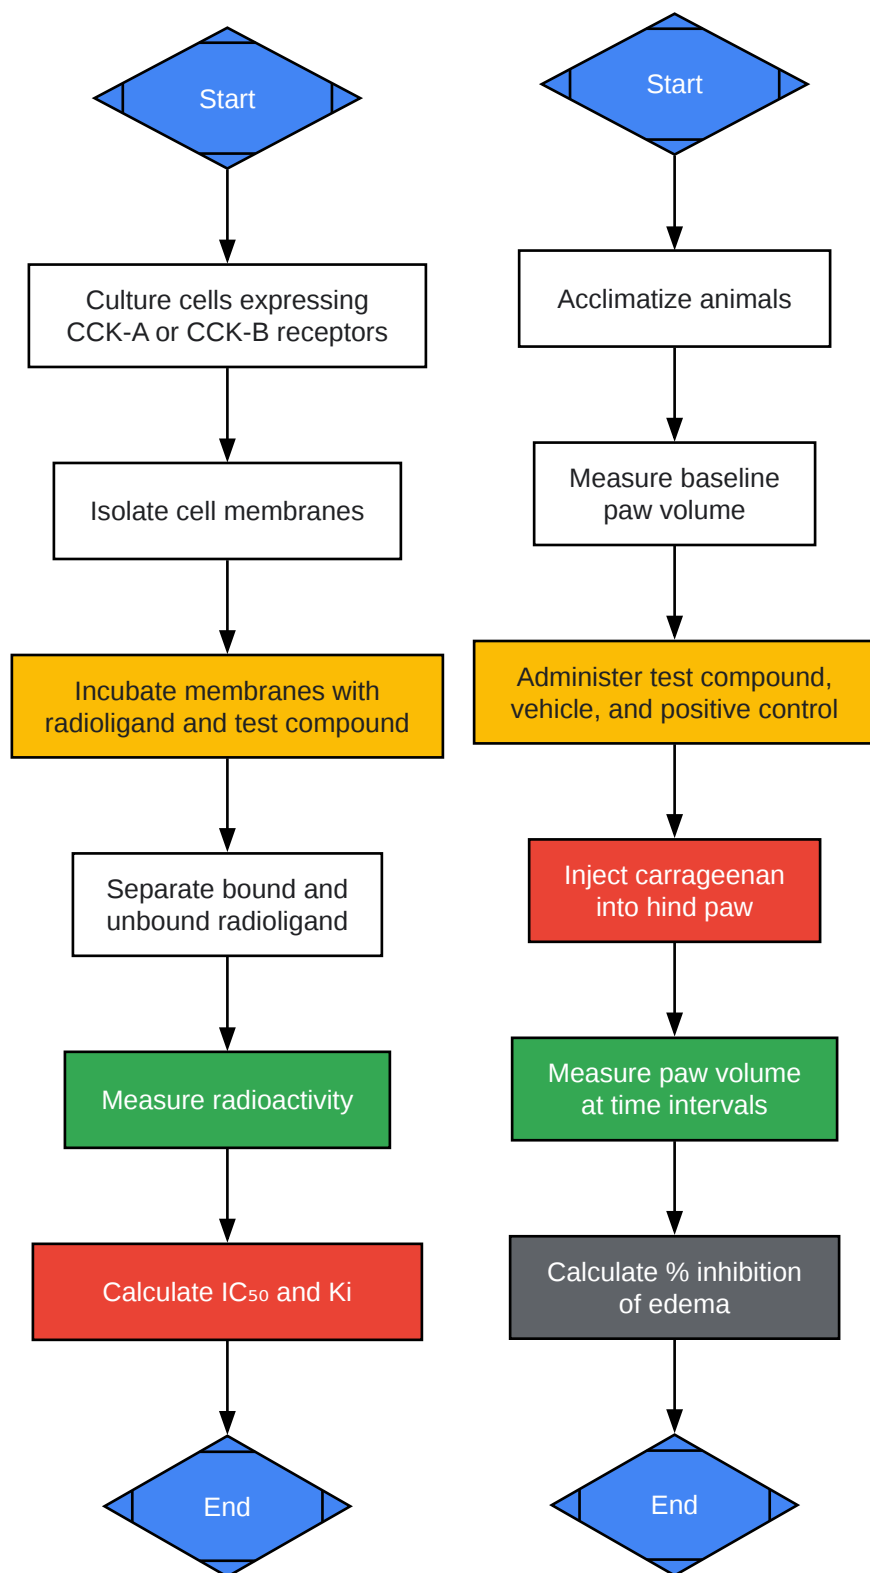 Start
Culture cells expressing
CCK-A or CCK-B receptors
Isolate cell membranes
Incubate membranes with
radioligand and test compound
Separate bound and
unbound radioligand
Measure radioactivity
Calculate IC₅₀ and Ki
End
Start
Acclimatize animals
Measure baseline
paw volume
Administer test compound,
vehicle, and positive control
Inject carrageenan
into hind paw
Measure paw volume
at time intervals
Calculate % inhibition
of edema
End